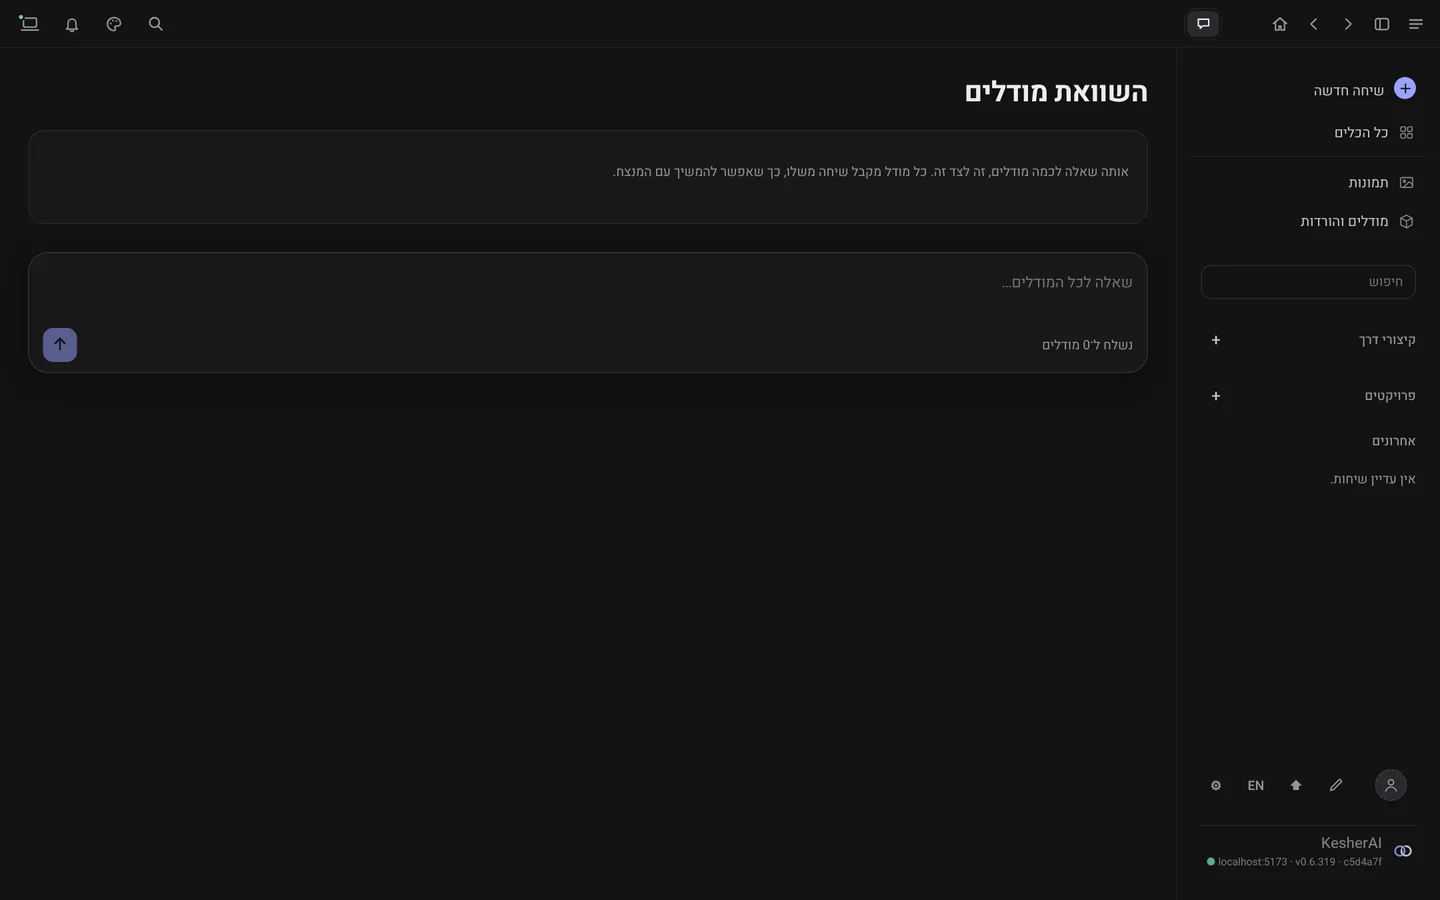 שיחה חדשה
כל הכלים
תמונות
מודלים והורדות
חיפוש
קיצורי דרך
+
פרויקטים
+
אחרונים
אין עדיין שיחות.
EN
KesherAI
localhost:5173 · v0.6.319 · c5d4a7f
השוואת מודלים
אותה שאלה לכמה מודלים, זה לצד זה. כל מודל מקבל שיחה משלו, כך שאפשר להמשיך עם המנצח.
שאלה לכל המודלים…
נשלח ל־0 מודלים